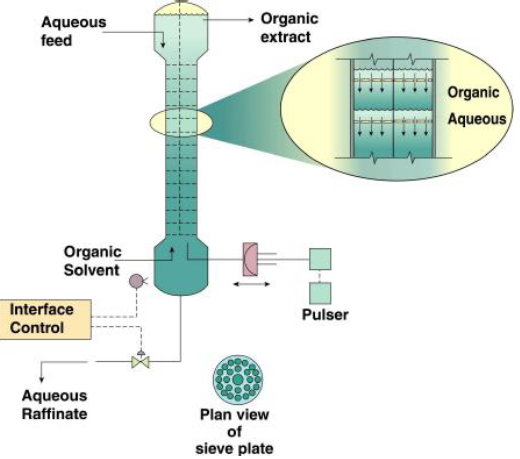 Aqueous
feed
Organic
extract
Organic
Aqueous
Organic
Solvent
Pulser
Interface
Control
Aqueous
Raffinate
Plan view
of
sieve plate